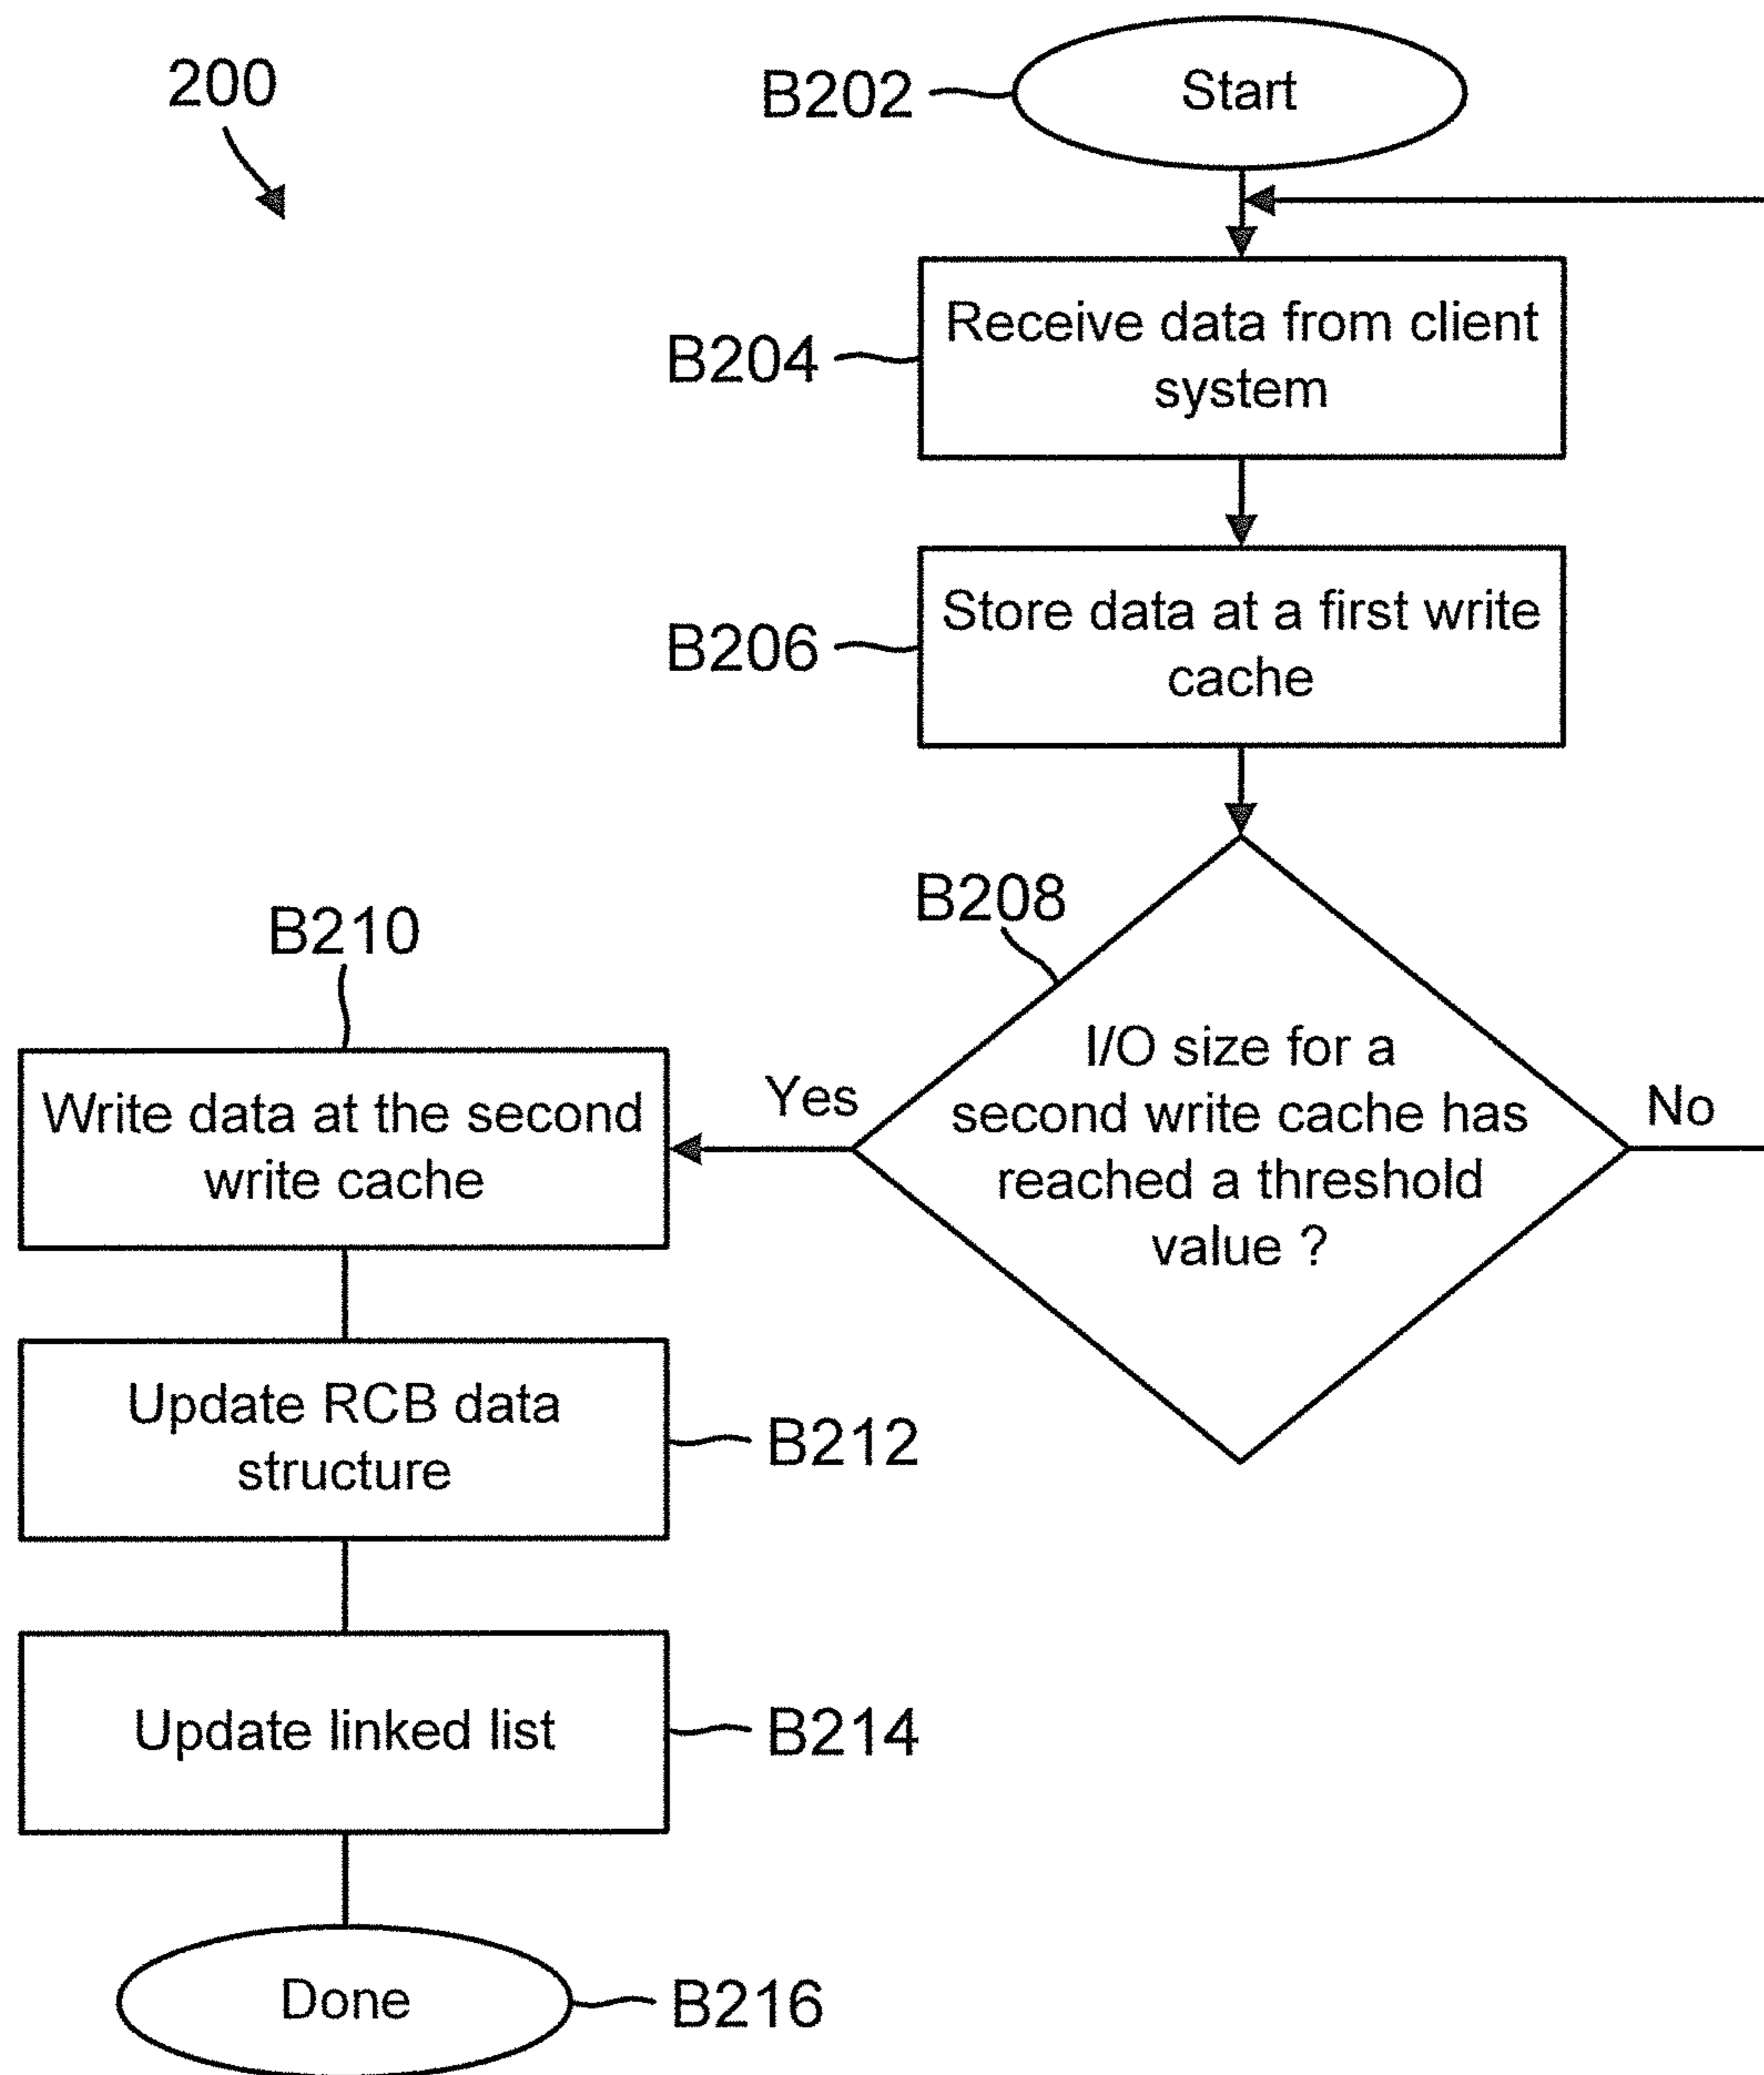 200
B202
Start
B204
Receive data from client
system
B206
Store data at a first write
cache
B208
I/O size for a
second write cache has
reached a threshold
value ?
Yes
No
B210
Write data at the second
write cache
Update RCB data
structure
B212
Update linked list
B214
Done
B216